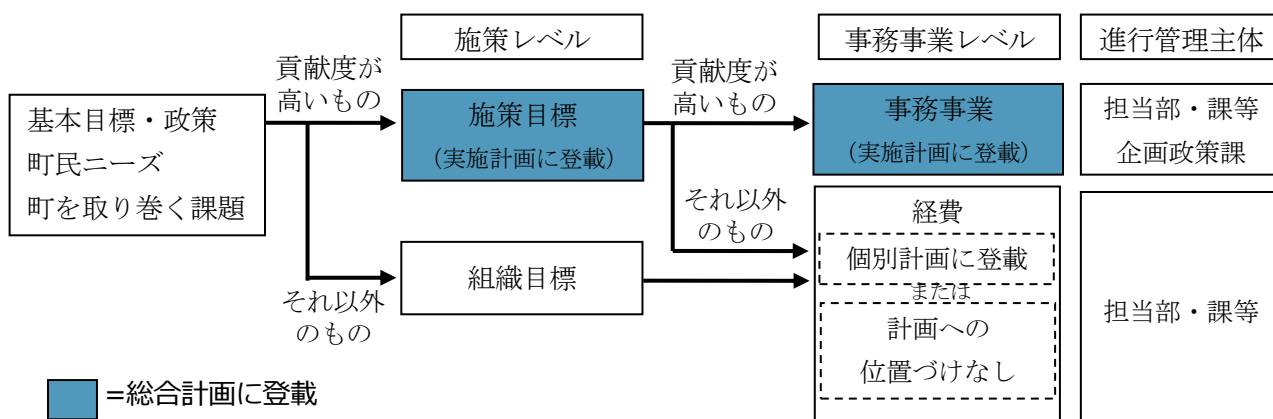 施策レベル
事務事業レベル
進行管理主体
貢献度が
高いもの
貢献度が
高いもの
基本目標・政策
町民ニーズ
町を取り巻く課題
施策目標
（実施計画に登載）
事務事業
（実施計画に登載）
担当部・課等
企画政策課
それ以外
のもの
それ以外
のもの
組織目標
経費
個別計画に登載
または
計画への
位置づけなし
担当部・課等
=総合計画に登載